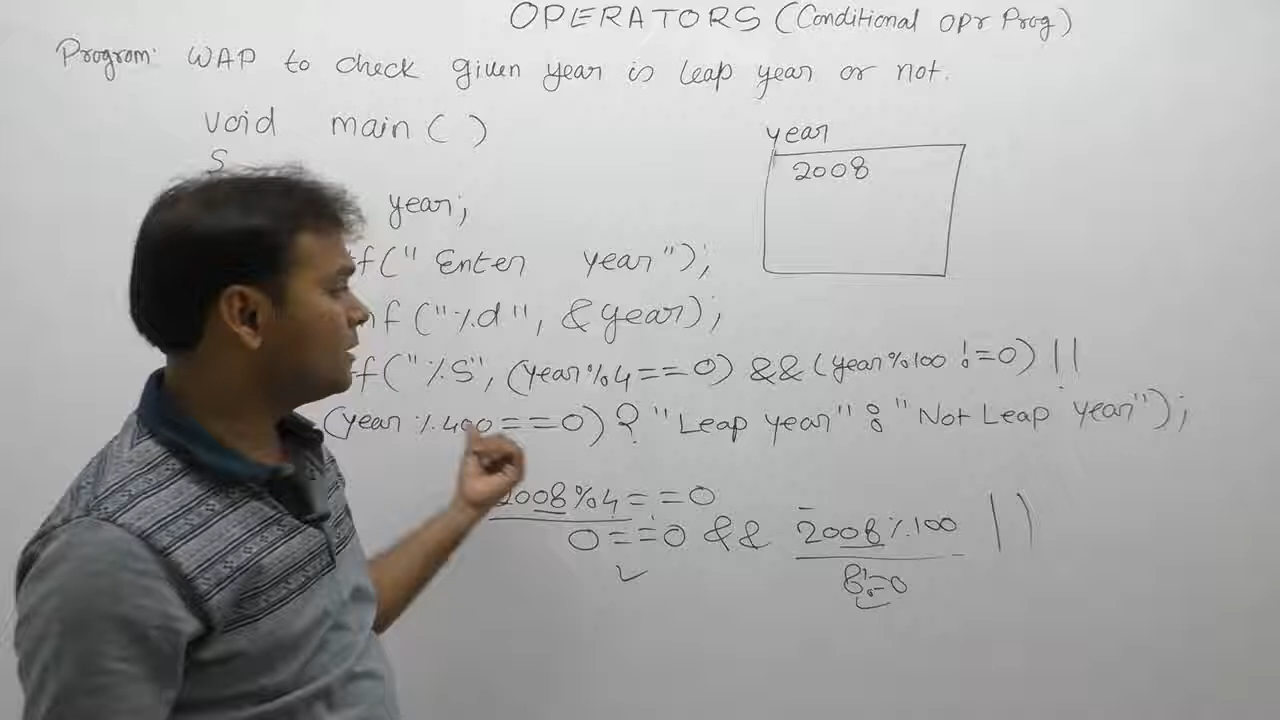 OPERATORS (Conditional opr Prog)
Program: WAP to check given year is leap year or not.
void main ( )
year
2008
year;
f(" Enter year");
f ("%d", &year);
f("%S", (year%4==0) &&(year%100 !=0) ||
(year %400==0) ? "Leap year" : "Not Leap year");
2008%4==0
0==0 && 2008%100 ||
8!=0